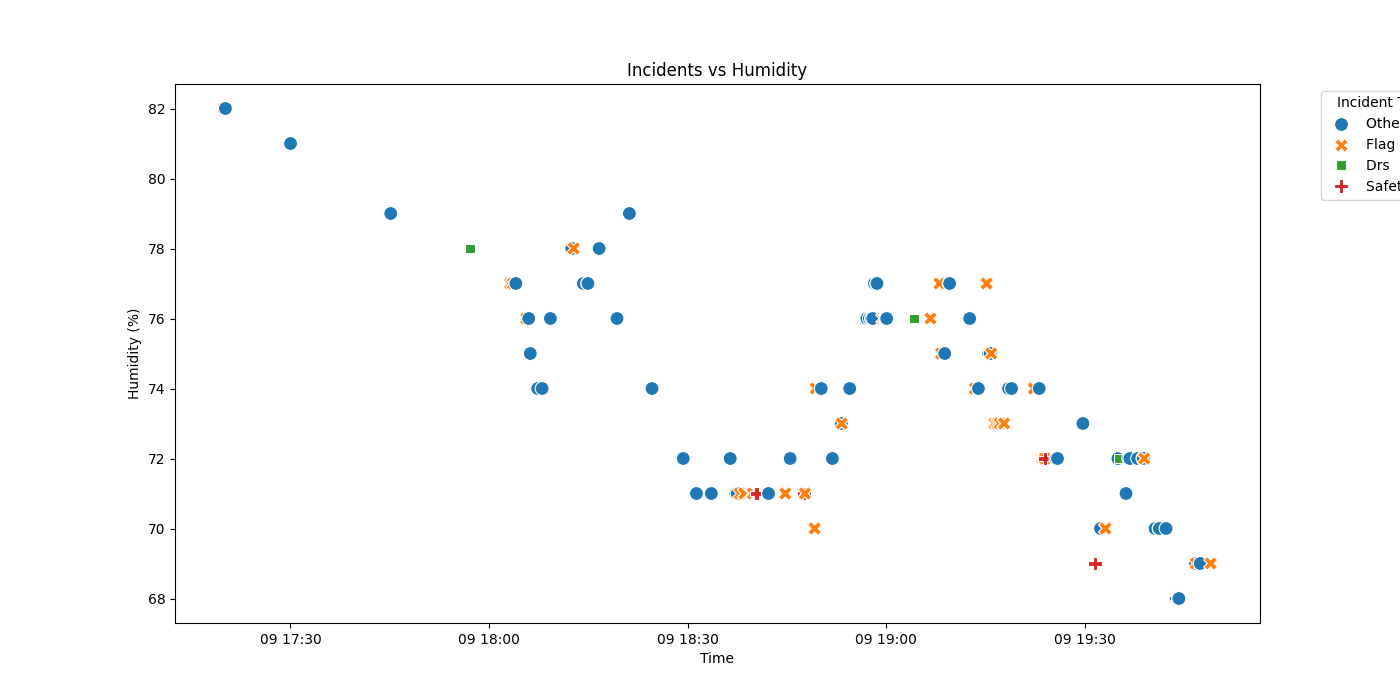 Incidents vs Humidity
Incident T
Othe
Flag
Drs
Safet
82
80
78
76
74
72
70
68
Humidity (%)
09 17:30
09 18:00
09 18:30
09 19:00
09 19:30
Time